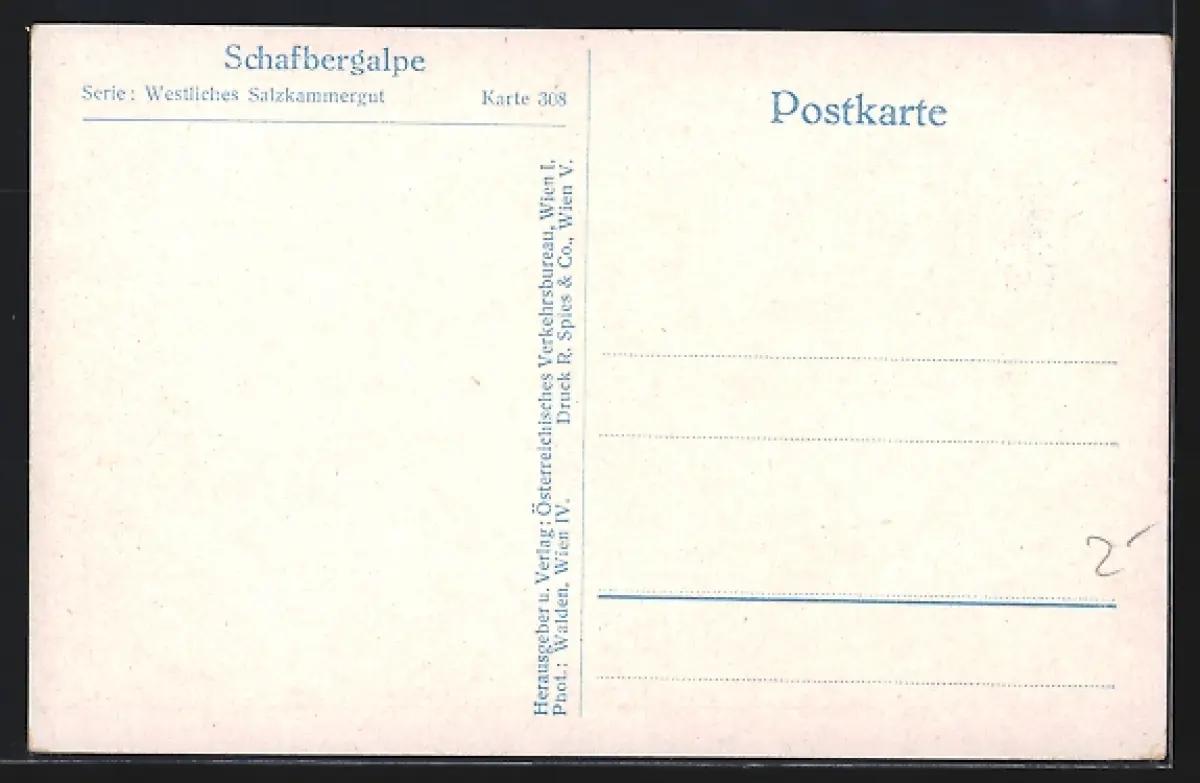 Schafbergalpe
Serie: Westliches Salzkammergut Karte 308
Herausgeber u. Verlag: Österreichisches Verkehrsbureau, Wien I.
Phot.: Walden, Wien IV. Druck R. Spies & Co., Wien V.
Postkarte
2-